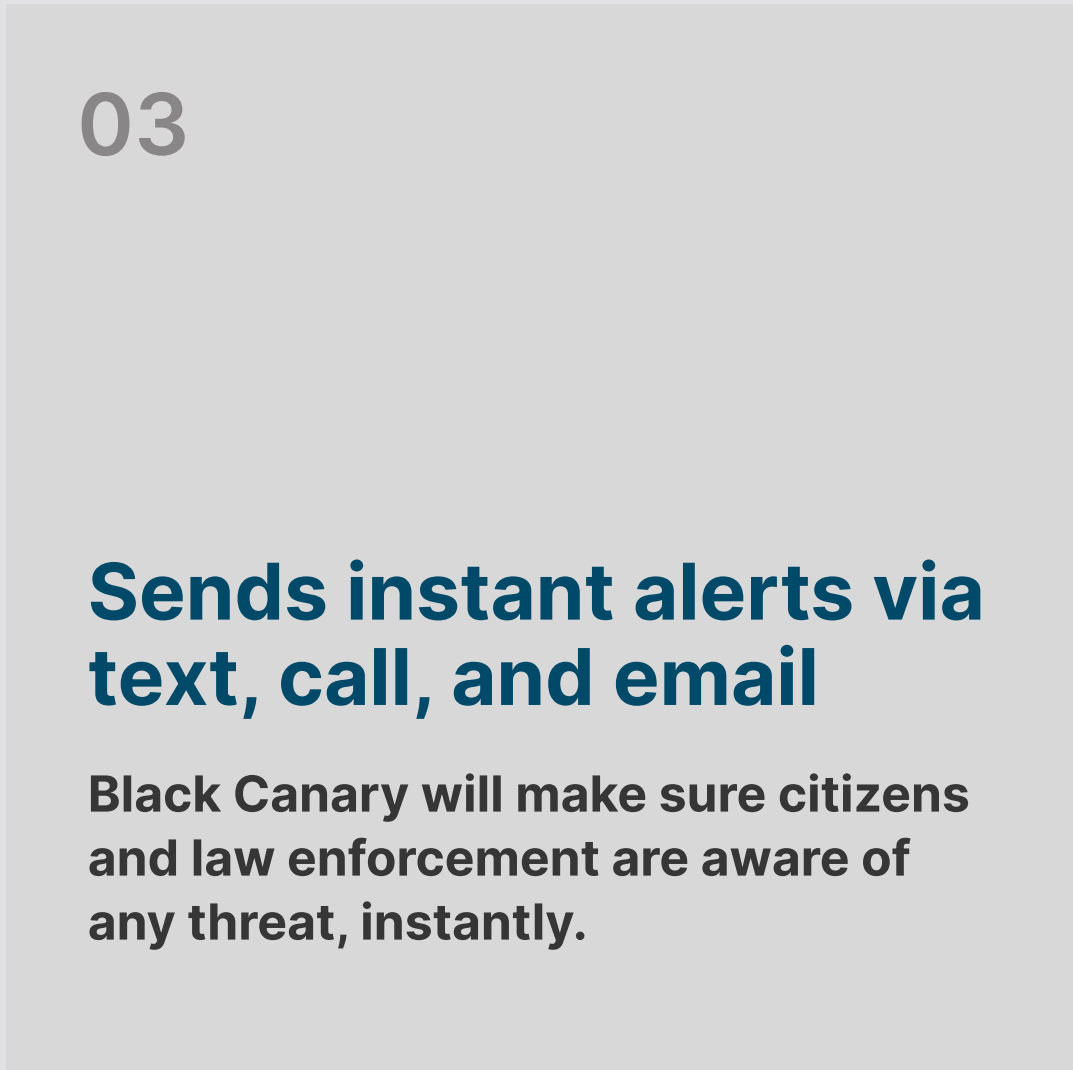 03
Sends instant alerts via
text, call, and email
Black Canary will make sure citizens
and law enforcement are aware of
any threat, instantly.